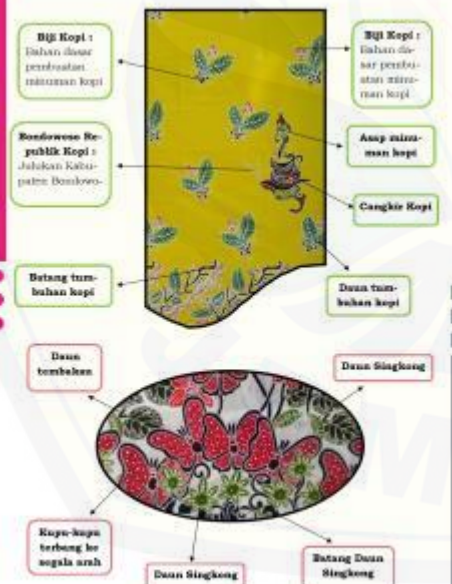 Biji Kopi :
Bahan dasar
pembuatan
minuman kopi
Biji Kopi :
Bahan da-
sar pembu-
atan minu-
man kopi
Bondowoso Re-
publik Kopi :
Julukan Kabu-
paten Bondowo-
Asap minu-
man kopi
Cangkir Kopi
Batang tum-
buhan kopi
Daun tum-
buhan kopi
Daun
tembakau
Daun Singkong
Kupu-kupu
terbang ke
segala arah
Daun Singkong
Batang Daun
Singkong